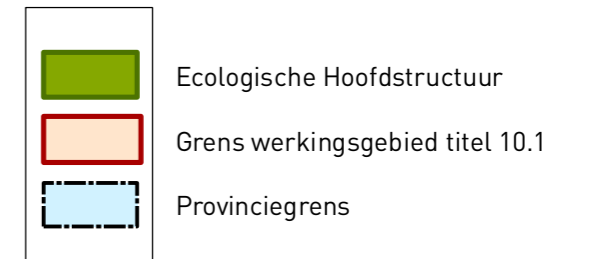 Ecologische Hoofdstructuur
Grens werkingsgebied titel 10.1
Provinciegrens